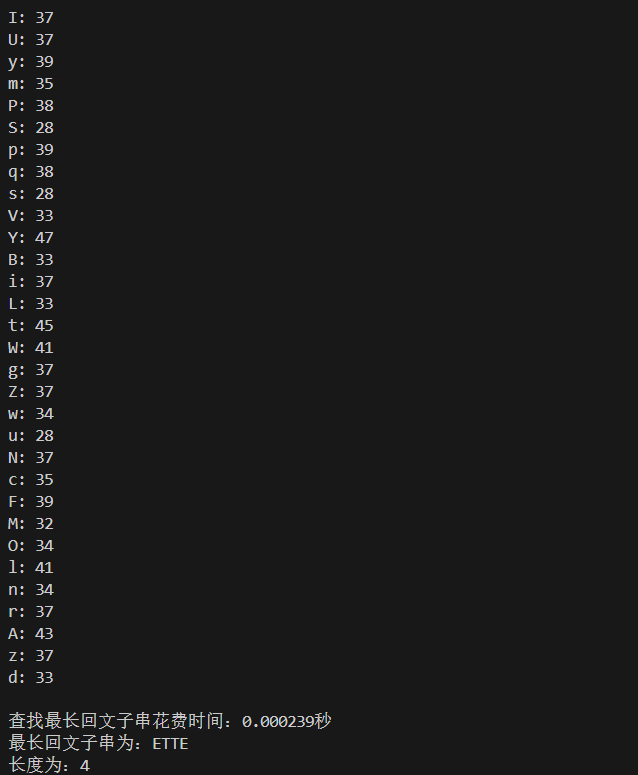 I: 37
U: 37
y: 39
m: 35
P: 38
S: 28
p: 39
q: 38
s: 28
V: 33
Y: 47
B: 33
i: 37
L: 33
t: 45
W: 41
g: 37
Z: 37
w: 34
u: 28
N: 37
c: 35
F: 39
M: 32
O: 34
l: 41
n: 34
r: 37
A: 43
z: 37
d: 33
查找最长回文子串花费时间：0.000239秒
最长回文子串为：ETTE
长度为：4